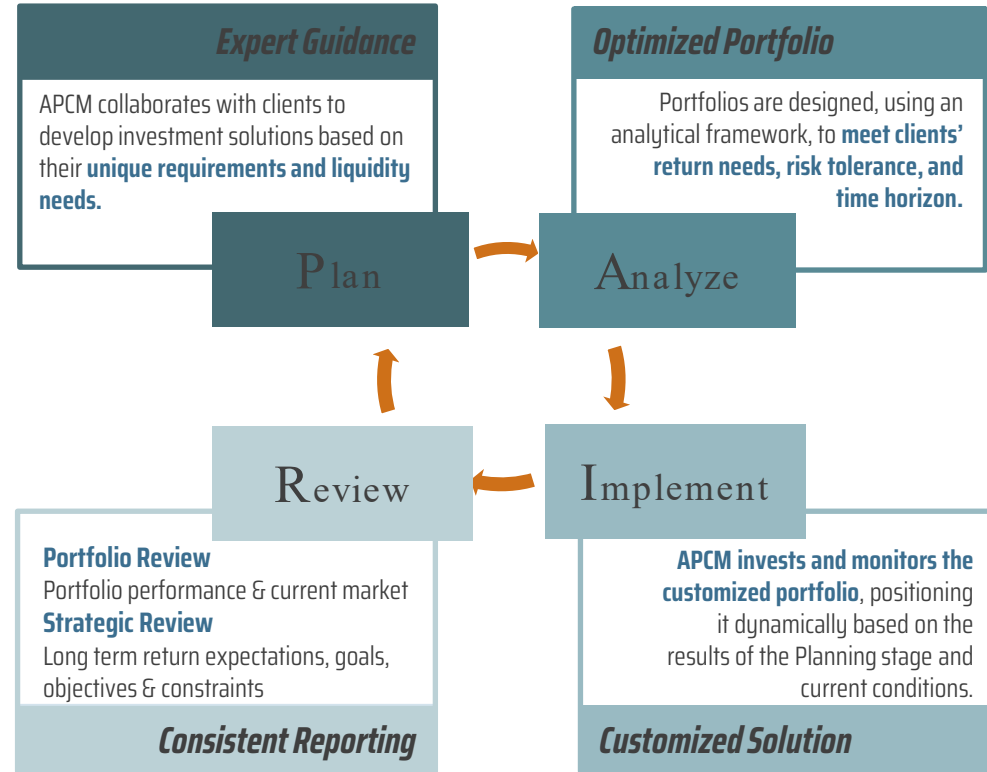 Expert Guidance
APCM collaborates with clients to
develop investment solutions based on
their unique requirements and liquidity
needs.
Plan
Optimized Portfolio
Portfolios are designed, using an
analytical framework, to meet clients’
return needs, risk tolerance, and
time horizon.
Analyze
Review
Portfolio Review
Portfolio performance & current market
Strategic Review
Long term return expectations, goals,
objectives & constraints
Consistent Reporting
Implement
APCM invests and monitors the
customized portfolio, positioning
it dynamically based on the
results of the Planning stage and
current conditions.
Customized Solution